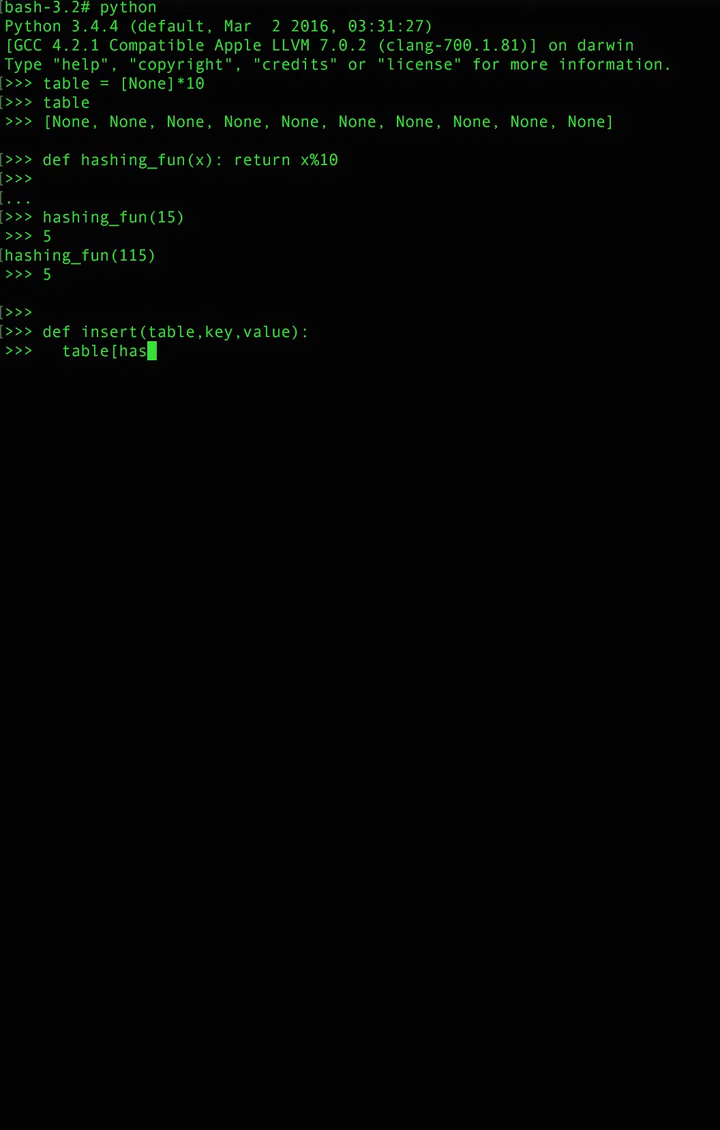 [bash-3.2# python
Python 3.4.4 (default, Mar  2 2016, 03:31:27)
[GCC 4.2.1 Compatible Apple LLVM 7.0.2 (clang-700.1.81)] on darwin
Type "help", "copyright", "credits" or "license" for more information.
[>>> table = [None]*10
[>>> table
>>> [None, None, None, None, None, None, None, None, None, None]
[>>> def hashing_fun(x): return x%10
[>>>
[...
[>>> hashing_fun(15)
>>> 5
[hashing_fun(115)
>>> 5
[>>>
[>>> def insert(table,key,value):
>>>   table[has